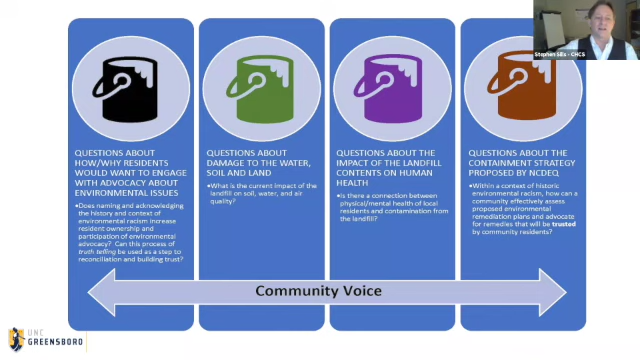 Stephen Sills - CHCS
QUESTIONS ABOUT
HOW/WHY RESIDENTS
WOULD WANT TO ENGAGE
WITH ADVOCACY ABOUT
ENVIRONMENTAL ISSUES
•Does naming and acknowledging
the history and context of
environmental racism increase
resident ownership and
participation of environmental
advocacy? Can this process of
truth telling be used as a step to
reconciliation and building trust?
QUESTIONS ABOUT
DAMAGE TO THE WATER,
SOIL AND LAND
•What is the current impact of the
landfill on soil, water, and air
quality?
QUESTIONS ABOUT THE
IMPACT OF THE LANDFILL
CONTENTS ON HUMAN
HEALTH
•Is there a connection between
physical/mental health of local
residents and contamination from
the landfill?
QUESTIONS ABOUT THE
CONTAINMENT STRATEGY
PROPOSED BY NCDEQ
•Within a context of historic
environmental racism, how can a
community effectively assess
proposed environmental
remediation plans and advocate
for remedies that will be trusted
by community residents?
Community Voice
UNC
GREENSBORO